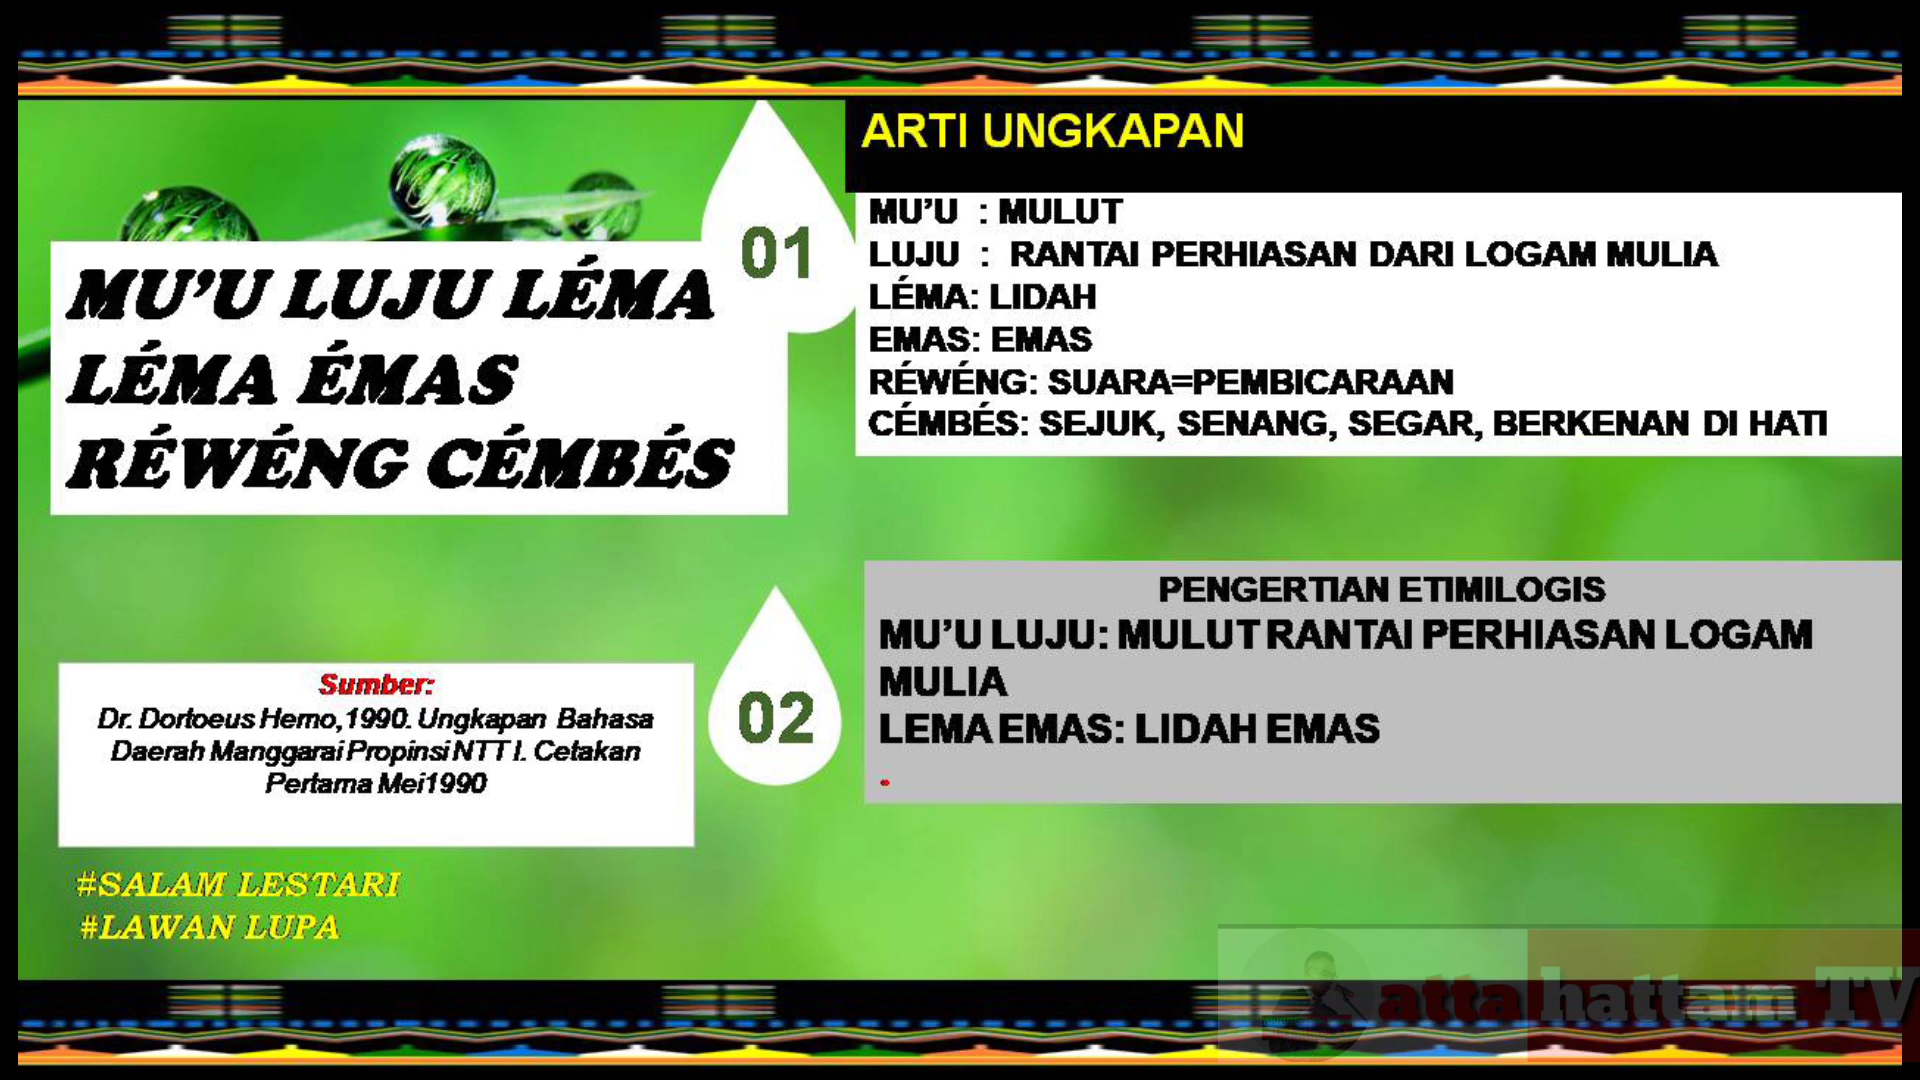 MU’U LUJU LÉMA
LÉMA ÉMAS
RÉWÉNG CÉMBÉS
01
ARTI UNGKAPAN
MU’U : MULUT
LUJU : RANTAI PERHIASAN DARI LOGAM MULIA
LÉMA: LIDAH
EMAS: EMAS
RÉWÉNG: SUARA=PEMBICARAAN
CÉMBÉS: SEJUK, SENANG, SEGAR, BERKENAN DI HATI
02
PENGERTIAN ETIMILOGIS
MU’U LUJU: MULUT RANTAI PERHIASAN LOGAM
MULIA
LEMA EMAS: LIDAH EMAS
.
Sumber:
Dr. Dortoeus Hemo,1990. Ungkapan Bahasa
Daerah Manggarai Propinsi NTT I. Cetakan
Pertama Mei1990
#SALAM LESTARI
#LAWAN LUPA
atta hattam TV